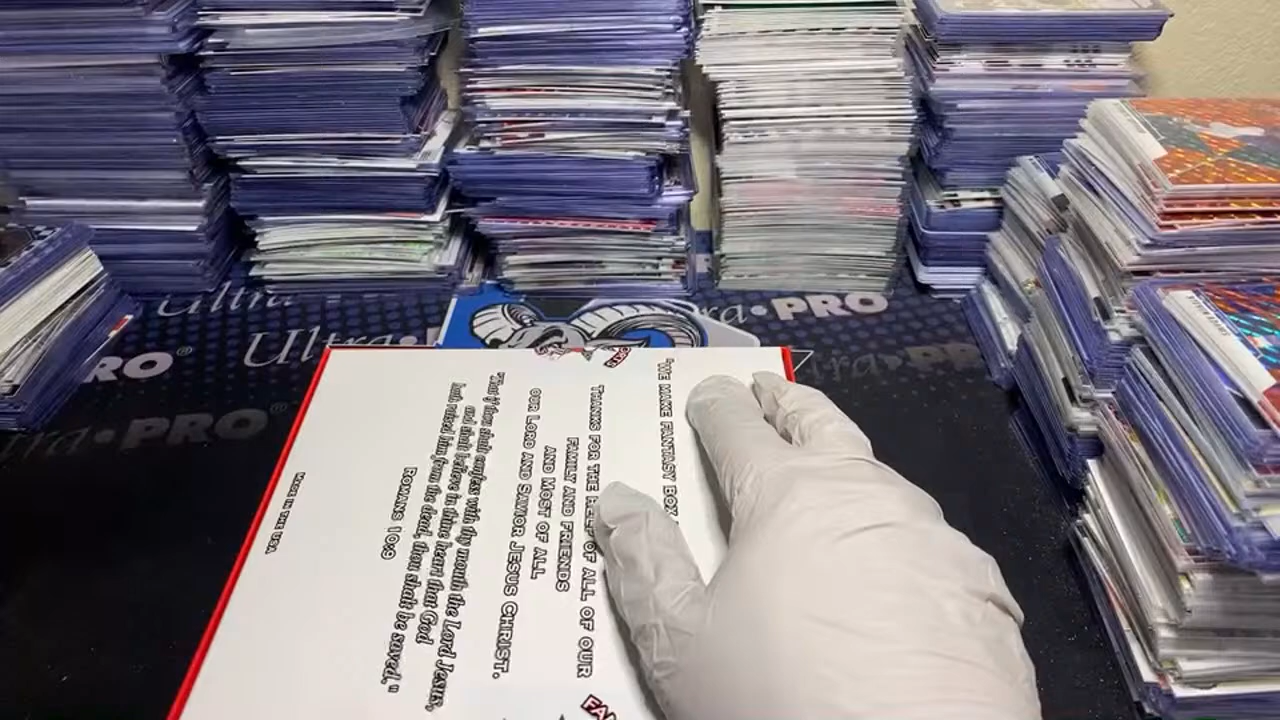 Ultra
Ultra
PRO
PRO®
PRO®
"WE MAKE FANTASY
THANKS FOR THE HELP OF ALL OF OUR
FAMILY AND FRIENDS
AND MOST OF ALL
OUR LORD AND SAVIOR JESUS CHRIST.
"That if thou shalt confess with thy mouth the Lord Jesus,
and shalt believe in thine heart that God
hath raised him from the dead, thou shalt be saved."
ROMANS 10:9
MADE IN THE USA